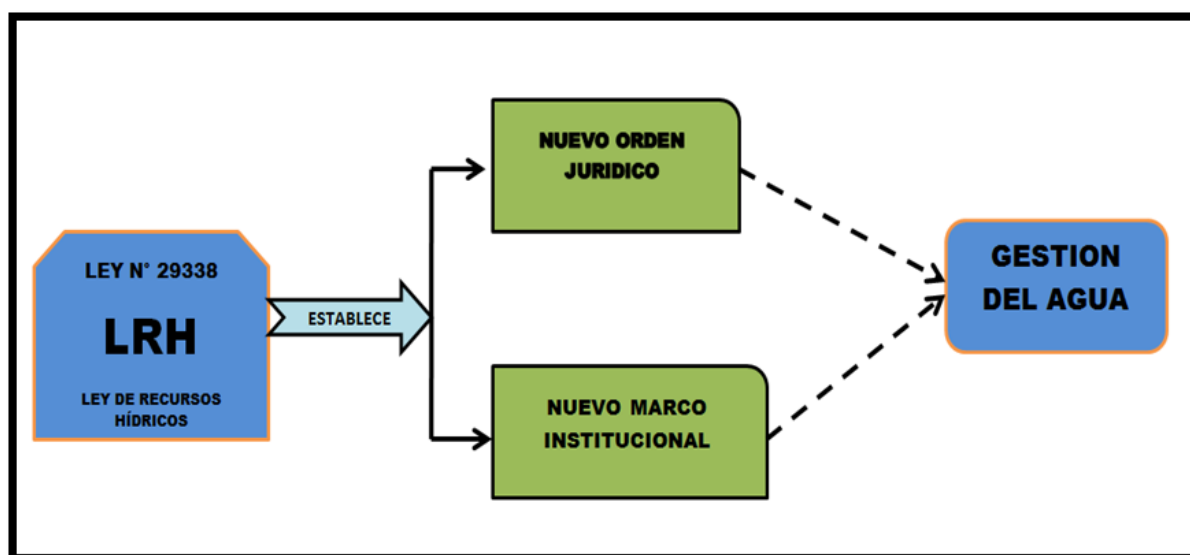 LEY N° 29338
LRH
LEY DE RECURSOS
HÍDRICOS
ESTABLECE
NUEVO ORDEN
JURIDICO
NUEVO MARCO
INSTITUCIONAL
GESTION
DEL AGUA